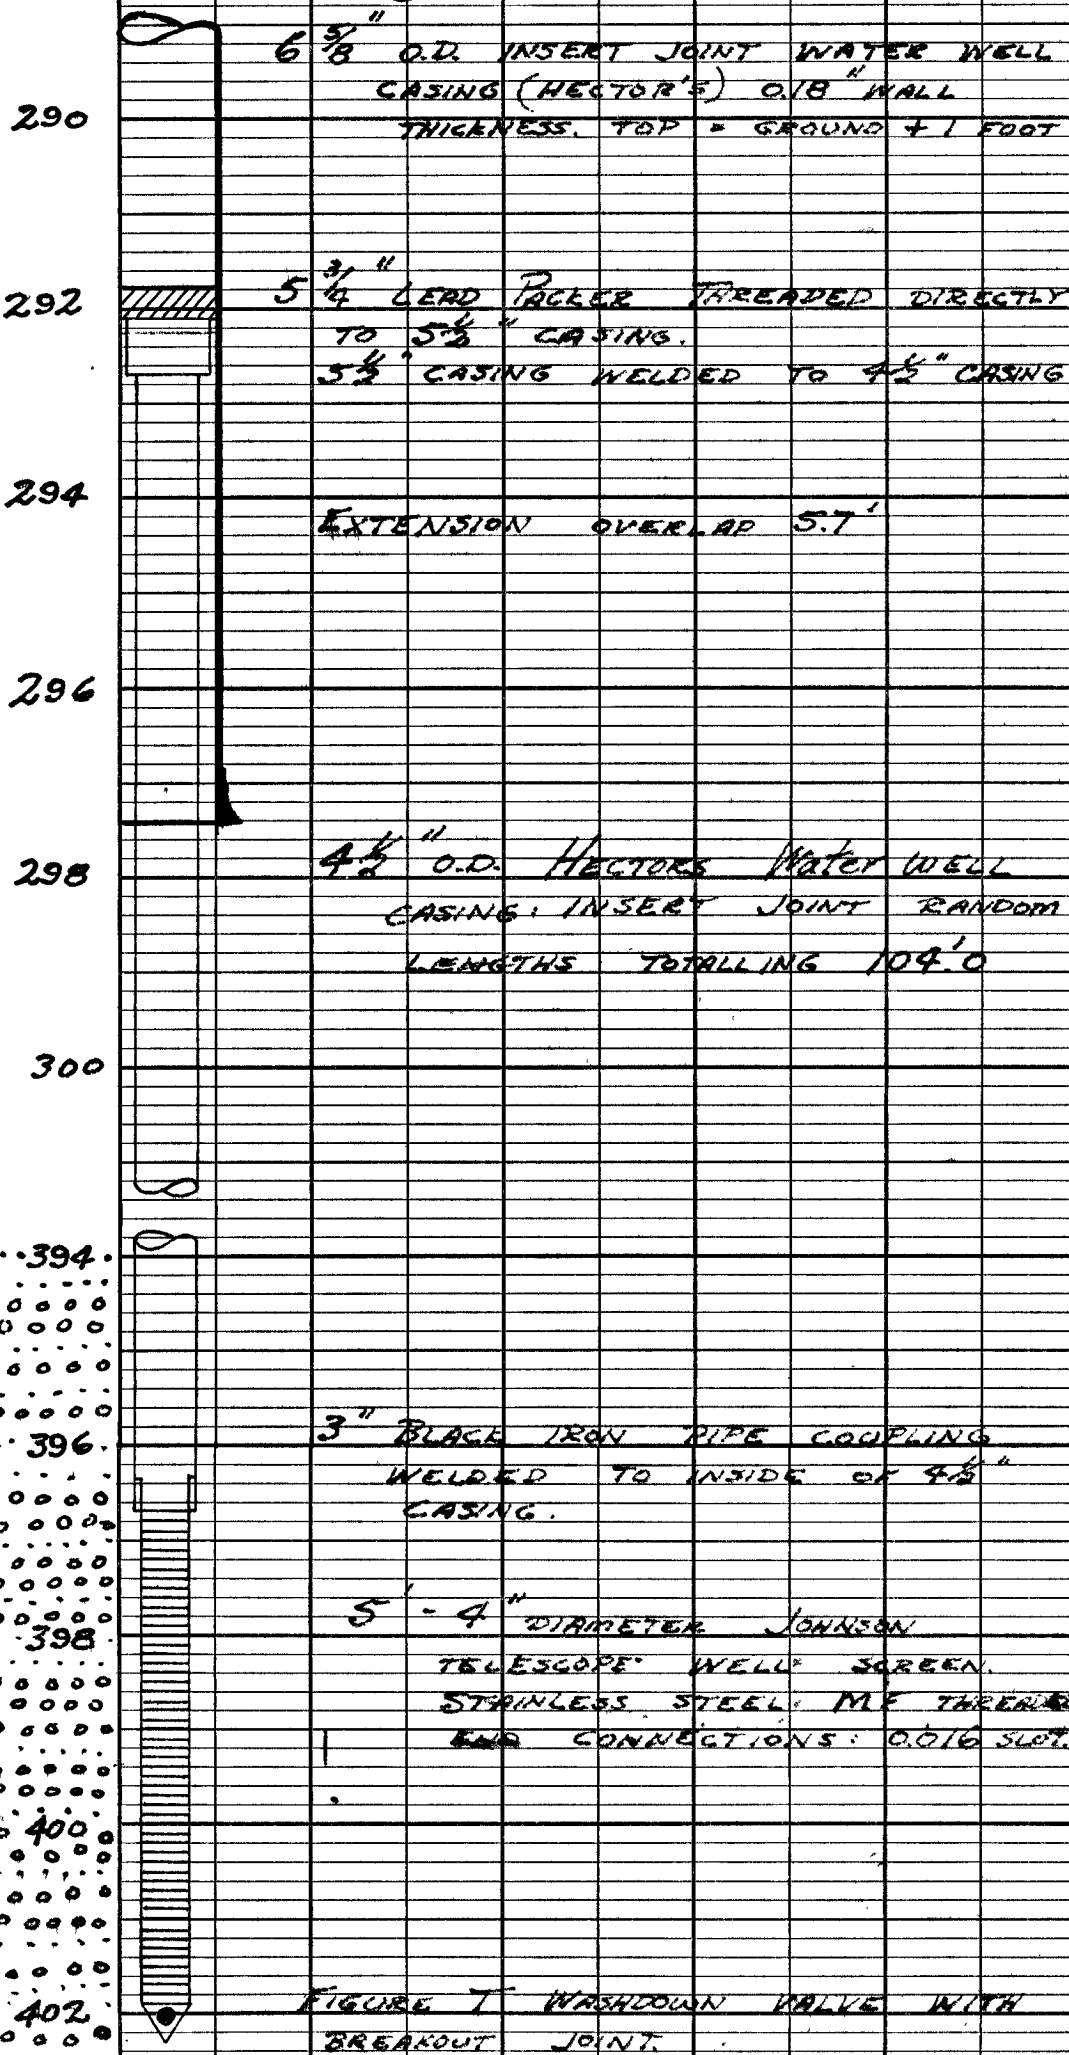 6 5/8" O.D. INSERT JOINT WATER WELL
CASING (HECTOR'S) 0.18" WALL
290
THICKNESS. TOP = GROUND + 1 FOOT
292
5 3/4" LEAD PACKER THREADED DIRECTLY
TO 5 1/2" CASING.
5 1/2" CASING WELDED TO 4 1/2" CASING
294
EXTENSION OVERLAP 5.7'
296
298
4 1/2" O.D. HECTORS Water WELL
CASING: INSERT JOINT RANDOM
LENGTHS TOTALLING 104'.0
300
394
396
3" BLACK IRON PIPE COUPLING
WELDED TO INSIDE OF 4 1/2"
CASING.
398
5' - 4" DIAMETER JOHNSON
TELESCOPE WELL SCREEN.
STAINLESS STEEL: MF THREADED
END CONNECTIONS: 0.016 SLOT.
400
402
FIGURE 7 WASHDOWN VALVE WITH
BREAKOUT JOINT.